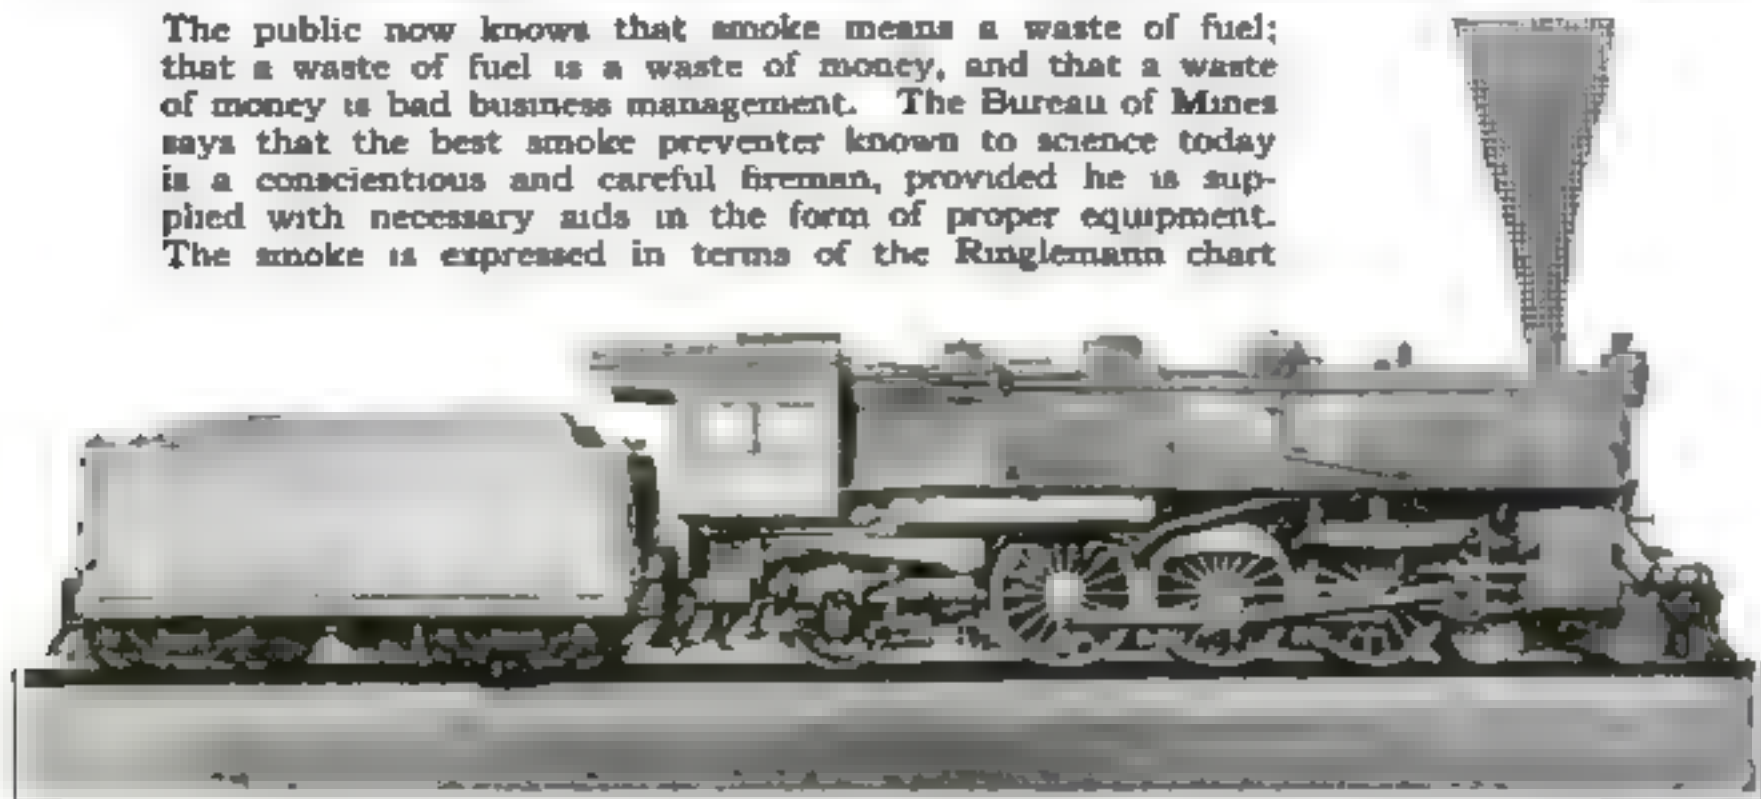 The public now knows that smoke means a waste of fuel;
that a waste of fuel is a waste of money, and that a waste
of money is bad business management. The Bureau of Mines
says that the best smoke preventer known to science today
is a conscientious and careful fireman, provided he is sup-
plied with necessary aids in the form of proper equipment.
The smoke is expressed in terms of the Ringlemann chart